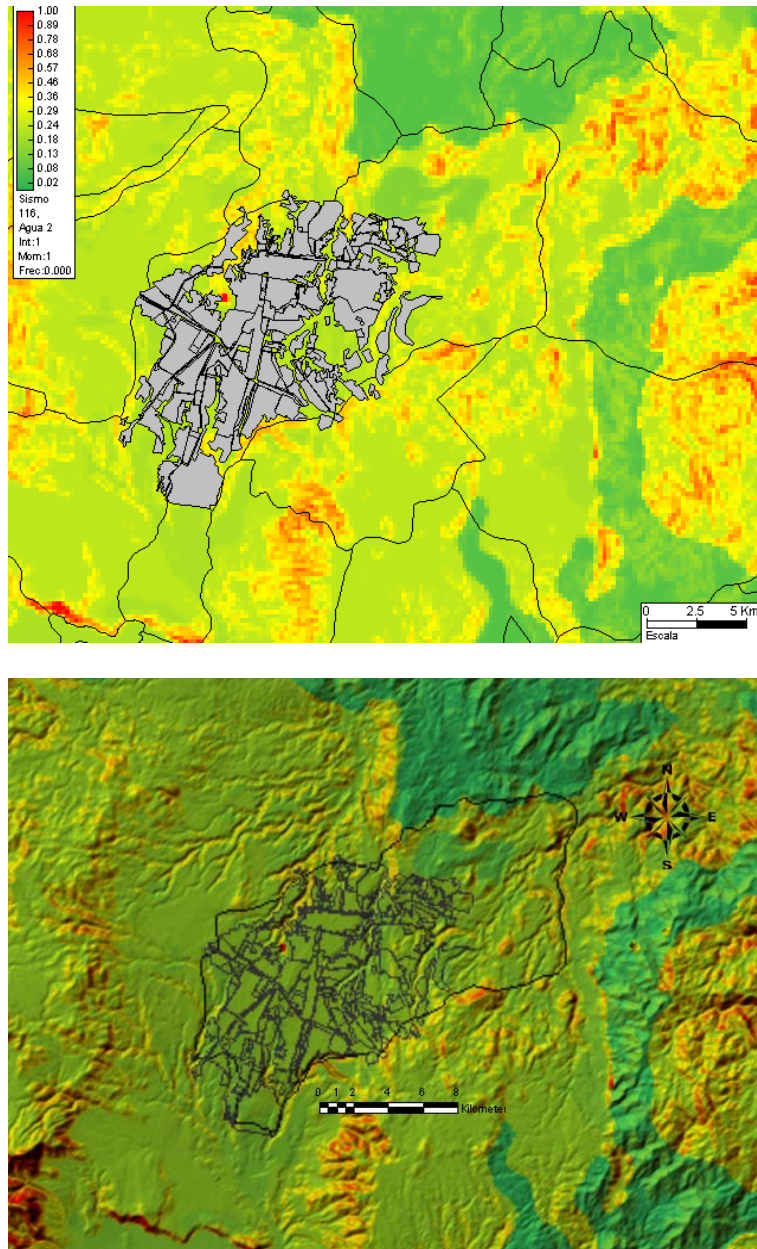 1.00
0.89
0.78
0.68
0.57
0.46
0.36
0.29
0.24
0.18
0.13
0.08
0.02
Sismo
116,
Agua 2
Int:1
Mom:1
Frec:0.000
0 2.5 5 Km
Escala
N
W E
S
0 1 2 4 6 8
Kilometer